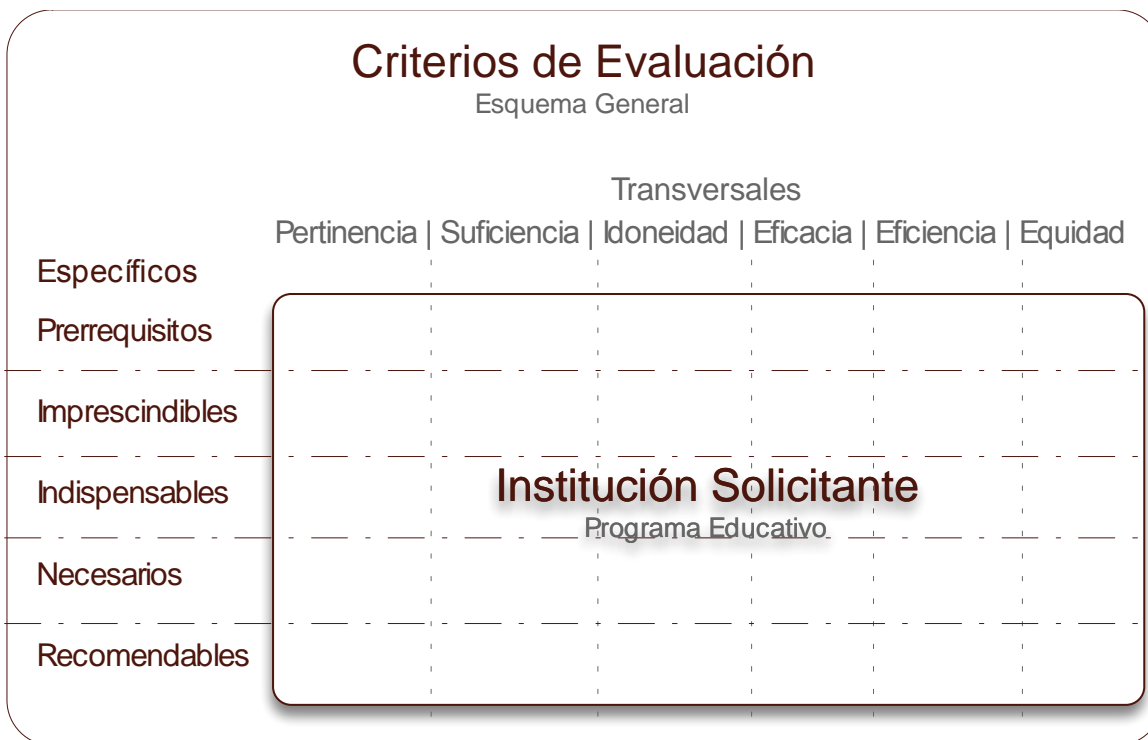 Criterios de Evaluación
Esquema General
Transversales
Pertinencia | Suficiencia | Idoneidad | Eficacia | Eficiencia | Equidad
Específicos
Prerrequisitos
Imprescindibles
Indispensables
Institución Solicitante
Programa Educativo
Necesarios
Recomendables